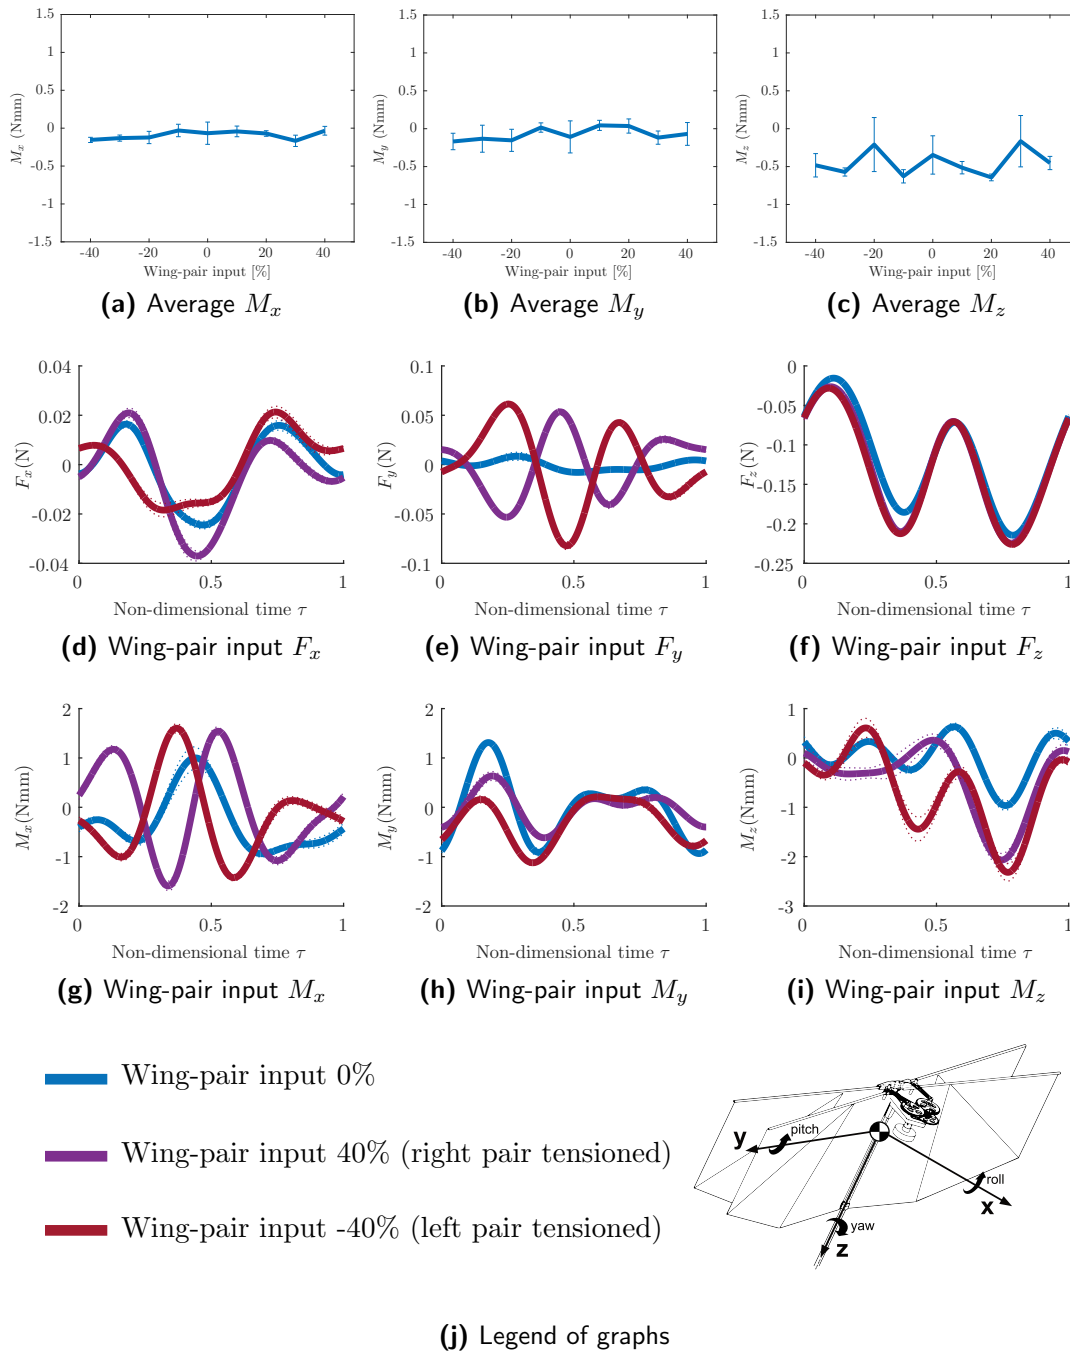 1.5 1 0.5 0 -0.5 -1 -1.5
M_x (Nmm)
-40 -20 0 20 40
Wing-pair input [%]
(a) Average M_x
1.5 1 0.5 0 -0.5 -1 -1.5
M_y (Nmm)
-40 -20 0 20 40
Wing-pair input [%]
(b) Average M_y
1.5 1 0.5 0 -0.5 -1 -1.5
M_z (Nmm)
-40 -20 0 20 40
Wing-pair input [%]
(c) Average M_z
0.04 0.02 0 -0.02 -0.04
F_x(N)
0 0.5 1
Non-dimensional time τ
(d) Wing-pair input F_x
0.1 0.05 0 -0.05 -0.1
F_y(N)
0 0.5 1
Non-dimensional time τ
(e) Wing-pair input F_y
0 -0.05 -0.1 -0.15 -0.2 -0.25
F_z(N)
0 0.5 1
Non-dimensional time τ
(f) Wing-pair input F_z
2 1 0 -1 -2
M_x(Nmm)
0 0.5 1
Non-dimensional time τ
(g) Wing-pair input M_x
2 1 0 -1 -2
M_y(Nmm)
0 0.5 1
Non-dimensional time τ
(h) Wing-pair input M_y
1 0 -1 -2 -3
M_z(Nmm)
0 0.5 1
Non-dimensional time τ
(i) Wing-pair input M_z
Wing-pair input 0%
Wing-pair input 40% (right pair tensioned)
Wing-pair input -40% (left pair tensioned)
y
pitch
roll
x
yaw
z
(j) Legend of graphs